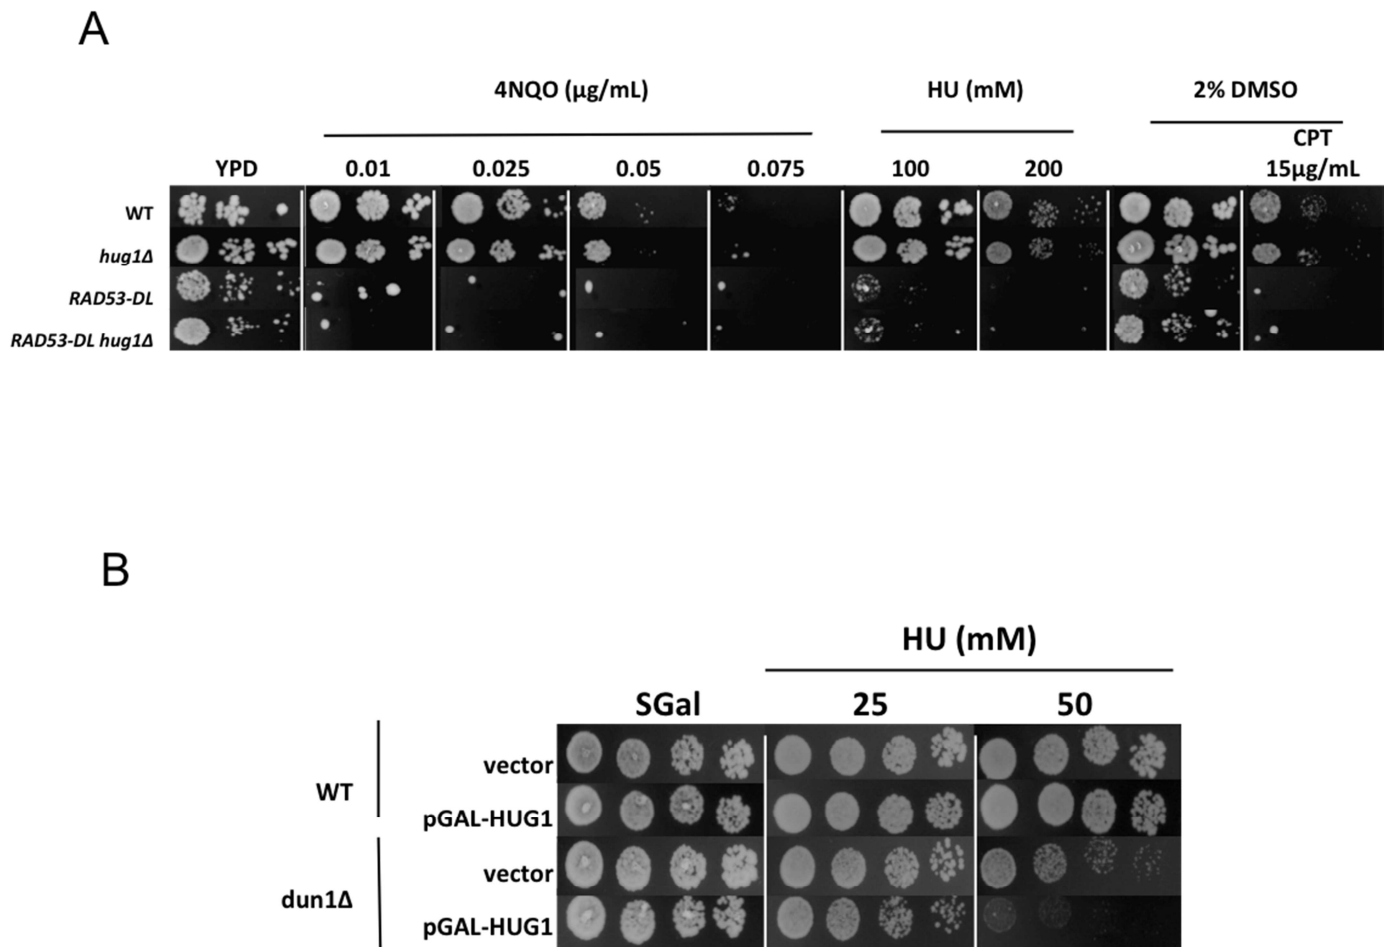 A
4NQO (µg/mL) HU (mM) 2% DMSO
CPT
YPD 0.01 0.025 0.05 0.075 100 200 15µg/mL
WT
hug1Δ
RAD53-DL
RAD53-DL hug1Δ
B
HU (mM)
SGal 25 50
vector
WT
pGAL-HUG1
vector
dun1Δ
pGAL-HUG1